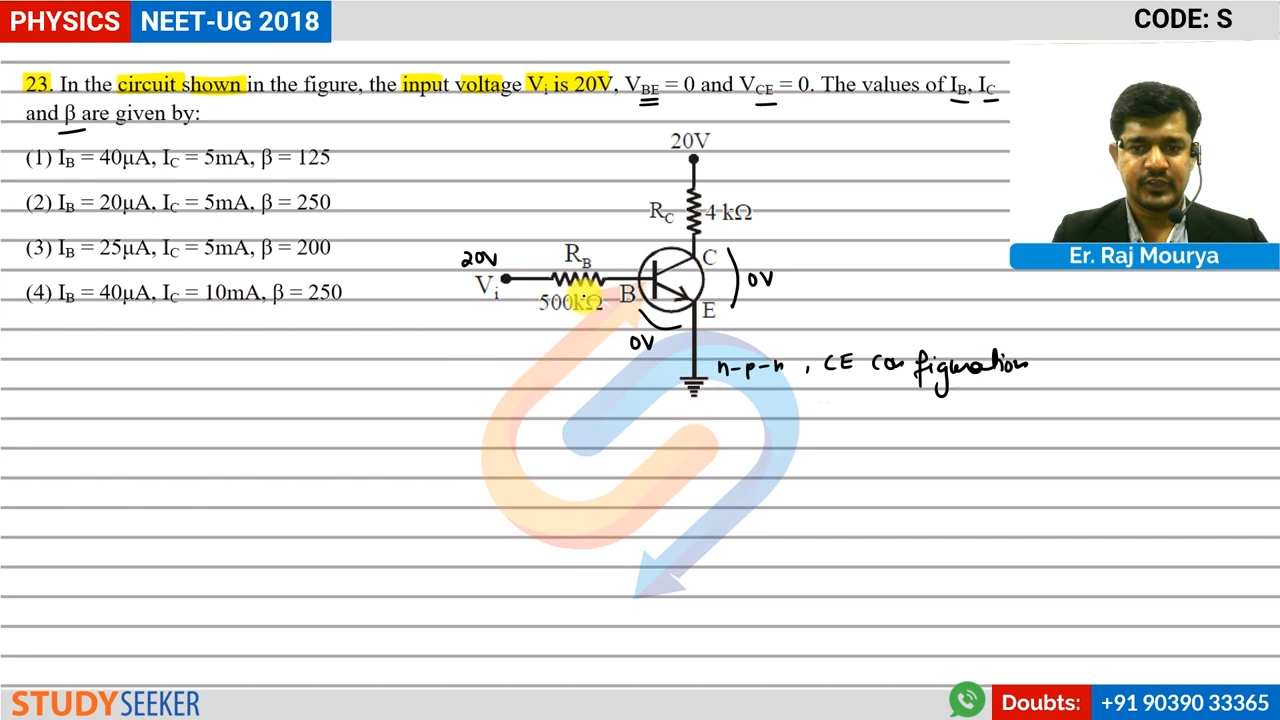 PHYSICS NEET-UG 2018 CODE: S
23. In the circuit shown in the figure, the input voltage Vi is 20V, VBE = 0 and VCE = 0. The values of IB, IC
and β are given by:
(1) IB = 40μA, IC = 5mA, β = 125
(2) IB = 20μA, IC = 5mA, β = 250
(3) IB = 25μA, IC = 5mA, β = 200
(4) IB = 40μA, IC = 10mA, β = 250
20V
RC 4 kΩ
20V RB C
Vi 0V
500kΩ B E
0V
n-p-n, CE configuration
Er. Raj Mourya
STUDYSEEKER Doubts: +91 90390 33365